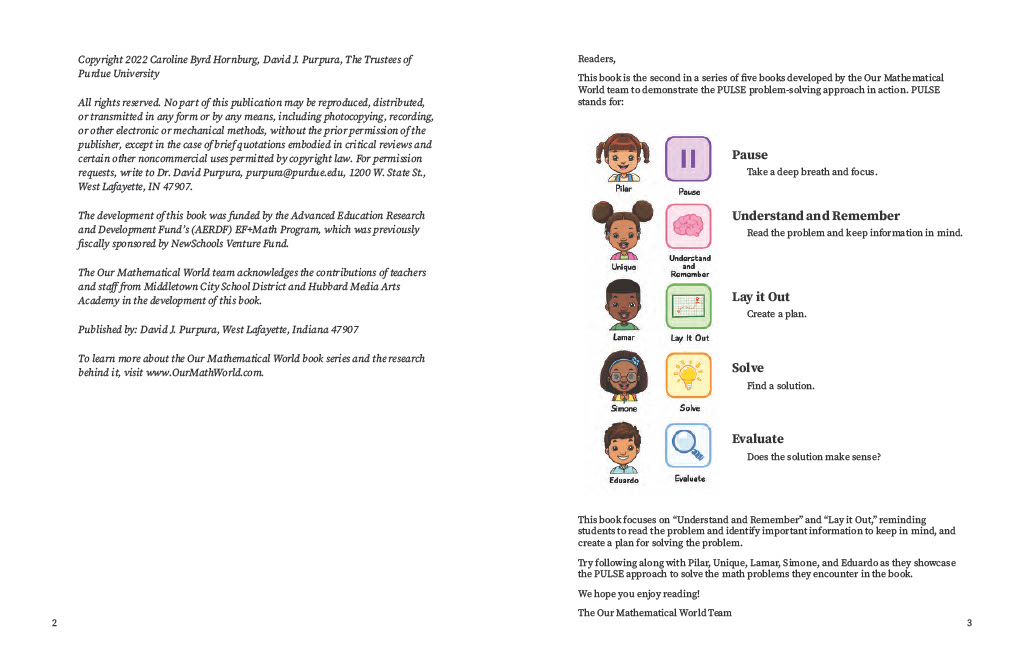 Copyright 2022 Caroline Byrd Hornburg, David J. Purpura, The Trustees of
Purdue University
All rights reserved. No part of this publication may be reproduced, distributed,
or transmitted in any form or by any means, including photocopying, recording,
or other electronic or mechanical methods, without the prior permission of the
publisher, except in the case of brief quotations embodied in critical reviews and
certain other noncommercial uses permitted by copyright law. For permission
requests, write to Dr. David Purpura, purpura@purdue.edu, 1200 W. State St.,
West Lafayette, IN 47907.
The development of this book was funded by the Advanced Education Research
and Development Fund's (AERDF) EF+Math Program, which was previously
fiscally sponsored by NewSchools Venture Fund.
The Our Mathematical World team acknowledges the contributions of teachers
and staff from Middletown City School District and Hubbard Media Arts
Academy in the development of this book.
Published by: David J. Purpura, West Lafayette, Indiana 47907
To learn more about the Our Mathematical World book series and the research
behind it, visit www.OurMathWorld.com.
2
Readers,
This book is the second in a series of five books developed by the Our Mathematical
World team to demonstrate the PULSE problem-solving approach in action. PULSE
stands for:
Pilar
Pause
Pause
Take a deep breath and focus.
Unique
Understand
and
Remember
Understand and Remember
Read the problem and keep information in mind.
Lamar
Lay It Out
Lay it Out
Create a plan.
Simone
Solve
Solve
Find a solution.
Eduardo
Evaluate
Evaluate
Does the solution make sense?
This book focuses on “Understand and Remember” and “Lay it Out,” reminding
students to read the problem and identify important information to keep in mind, and
create a plan for solving the problem.
Try following along with Pilar, Unique, Lamar, Simone, and Eduardo as they showcase
the PULSE approach to solve the math problems they encounter in the book.
We hope you enjoy reading!
The Our Mathematical World Team
3